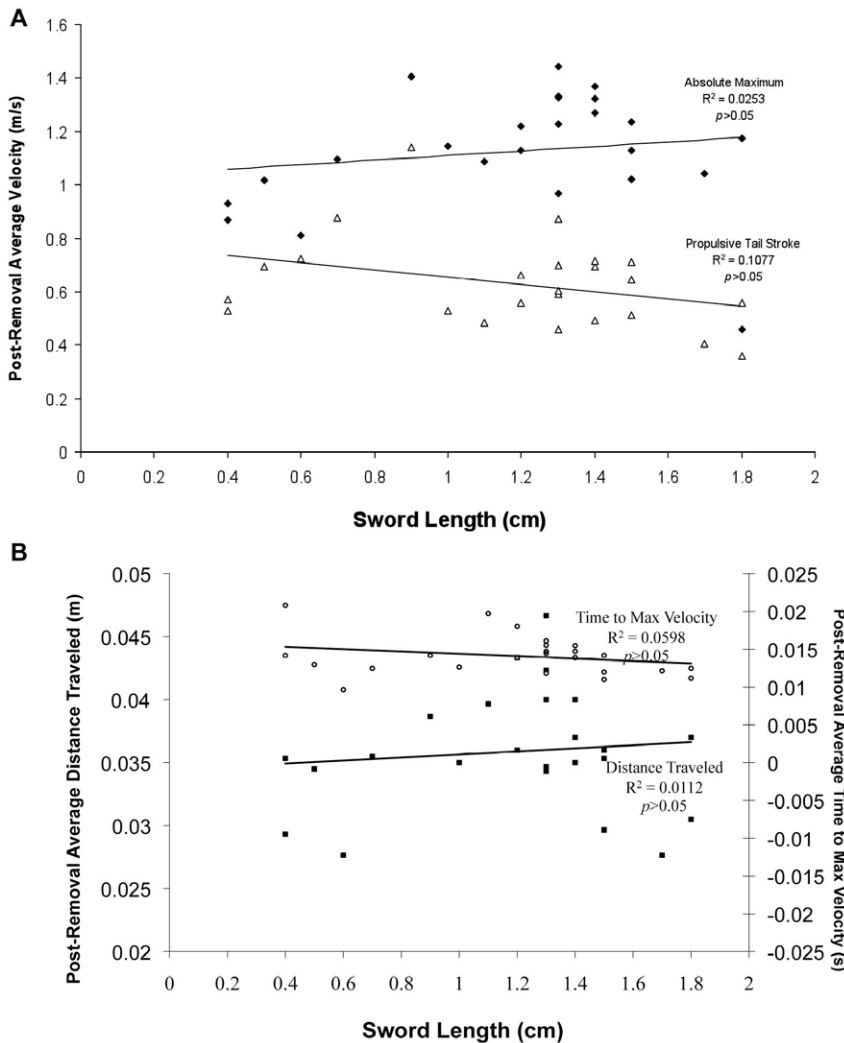 A
1.6
1.4
1.2
1
0.8
0.6
0.4
0.2
0
Post-Removal Average Velocity (m/s)
Absolute Maximum
R² = 0.0253
p>0.05
Propulsive Tail Stroke
R² = 0.1077
p>0.05
0 0.2 0.4 0.6 0.8 1 1.2 1.4 1.6 1.8 2
Sword Length (cm)
B
0.05
0.045
0.04
0.035
0.03
0.025
0.02
Post-Removal Average Distance Traveled (m)
Time to Max Velocity
R² = 0.0598
p>0.05
Distance Traveled
R² = 0.0112
p>0.05
0.025
0.02
0.015
0.01
0.005
0
-0.005
-0.01
-0.015
-0.02
-0.025
Post-Removal Average Time to Max Velocity (s)
0 0.2 0.4 0.6 0.8 1 1.2 1.4 1.6 1.8 2
Sword Length (cm)